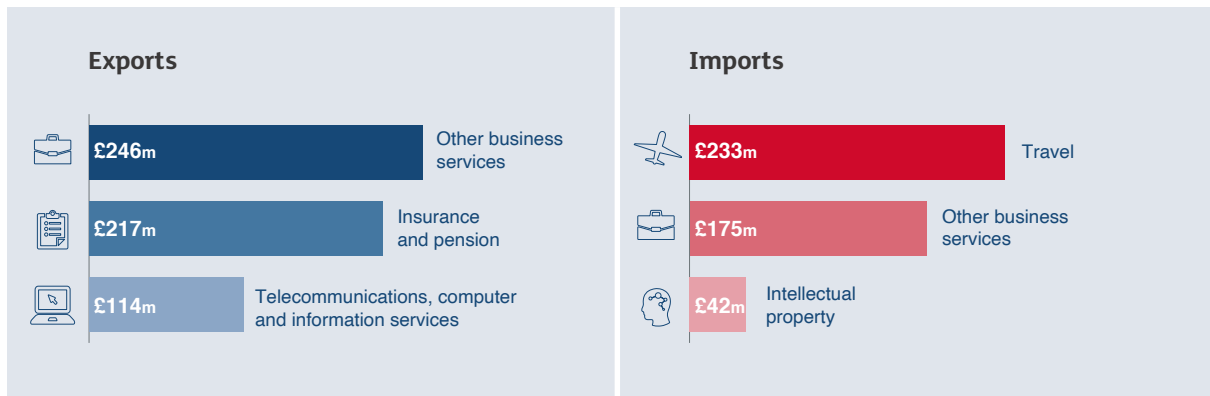 Exports
£246m
Other business
services
£217m
Insurance
and pension
£114m
Telecommunications, computer
and information services
Imports
£233m
Travel
£175m
Other business
services
£42m
Intellectual
property